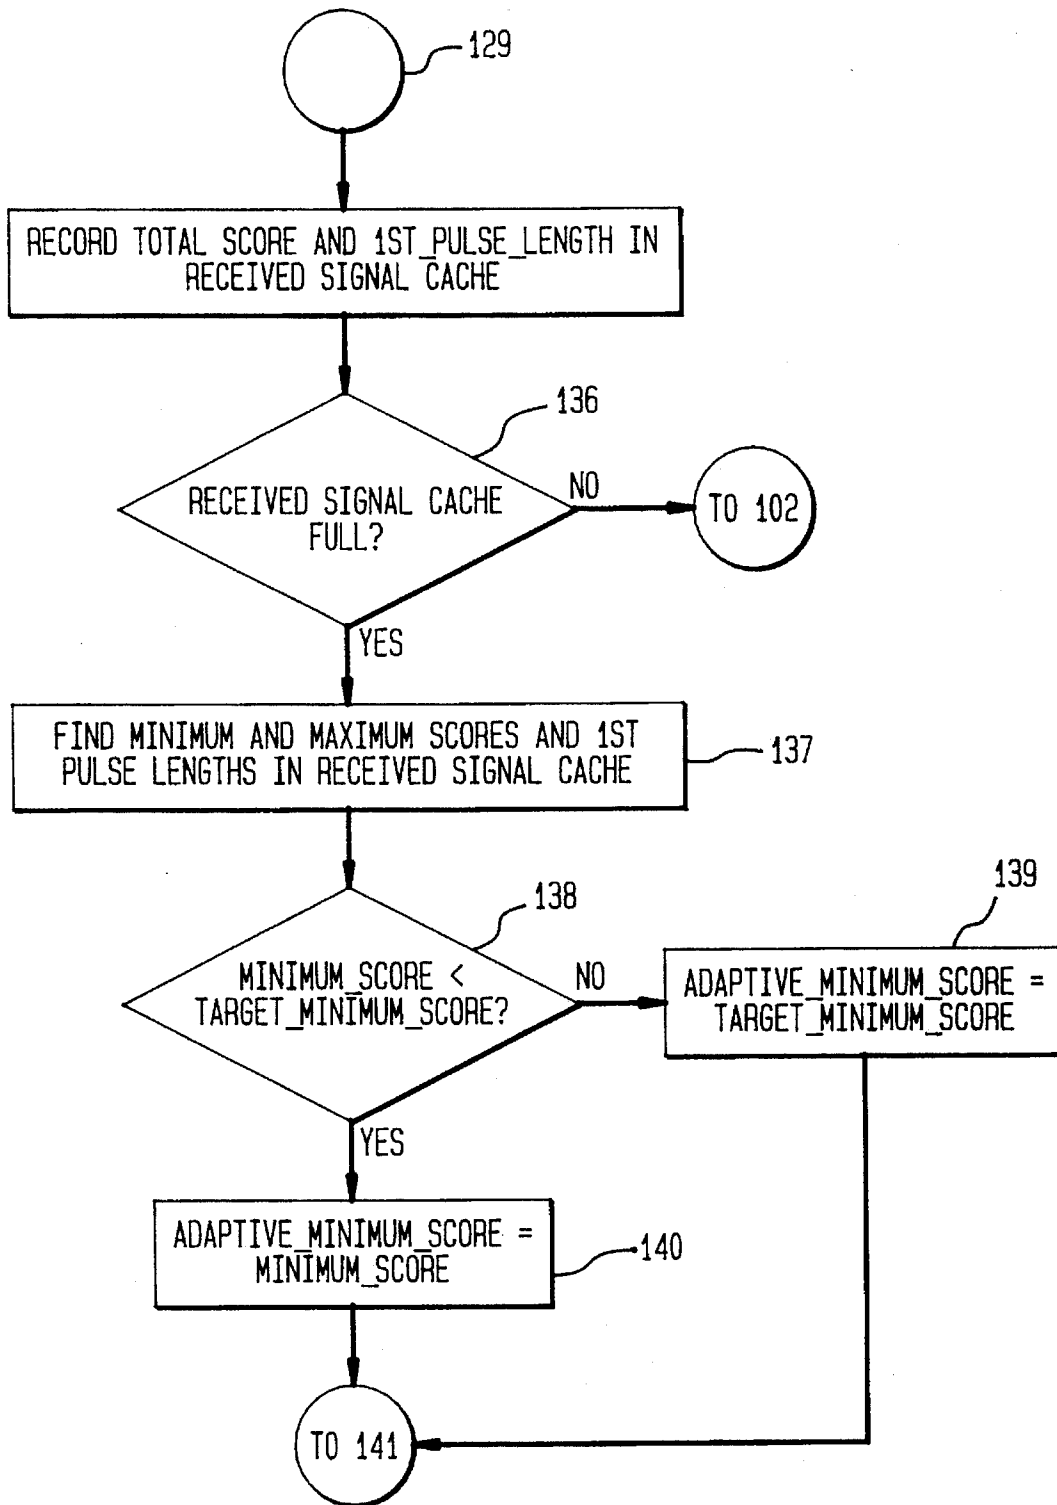 129
RECORD TOTAL SCORE AND 1ST_PULSE_LENGTH IN
RECEIVED SIGNAL CACHE
136
RECEIVED SIGNAL CACHE
FULL?
NO
TO 102
YES
FIND MINIMUM AND MAXIMUM SCORES AND 1ST
PULSE LENGTHS IN RECEIVED SIGNAL CACHE
137
138
139
MINIMUM_SCORE <
TARGET_MINIMUM_SCORE?
NO
ADAPTIVE_MINIMUM_SCORE =
TARGET_MINIMUM_SCORE
YES
ADAPTIVE_MINIMUM_SCORE =
MINIMUM_SCORE
140
TO 141